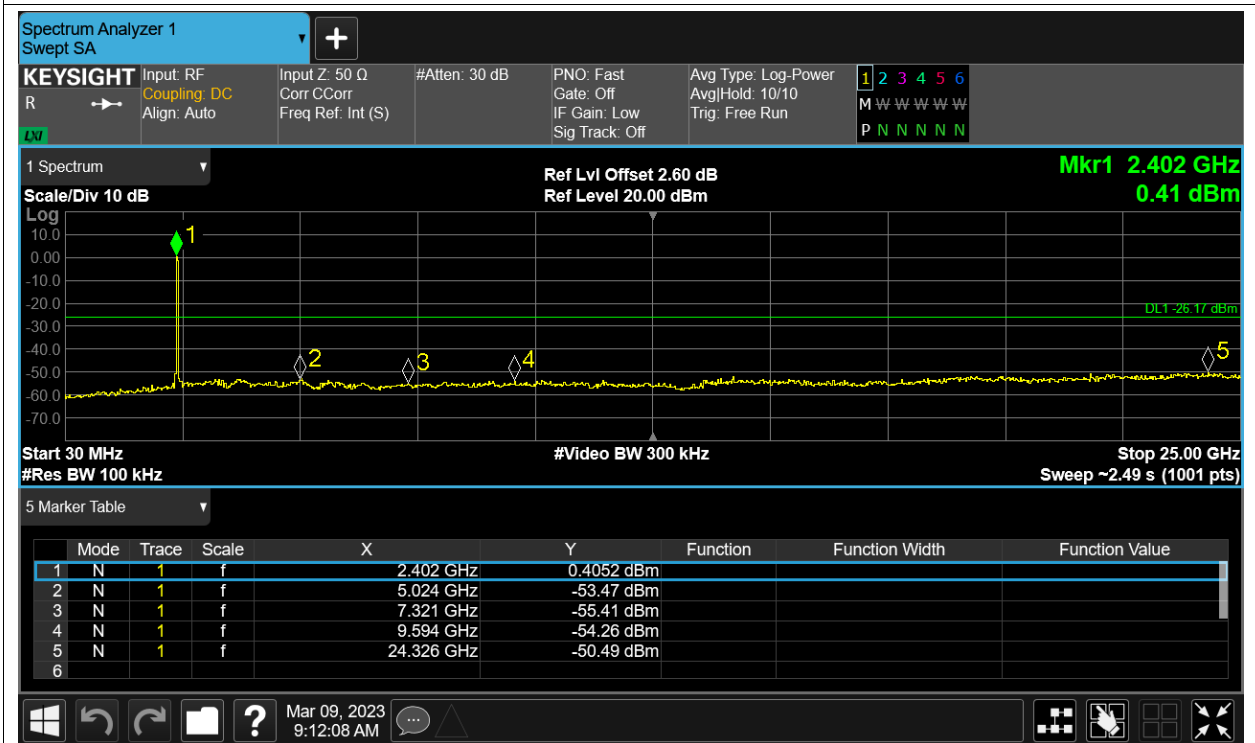 Spectrum Analyzer 1
Swept SA
+
KEYSIGHT
R
LXI
Input: RF
Coupling: DC
Align: Auto
Input Z: 50 Ω
Corr CCorr
Freq Ref: Int (S)
#Atten: 30 dB
PNO: Fast
Gate: Off
IF Gain: Low
Sig Track: Off
Avg Type: Log-Power
Avg|Hold: 10/10
Trig: Free Run
1 2 3 4 5 6
M W W W W W
P N N N N N
1 Spectrum
Scale/Div 10 dB
Ref Lvl Offset 2.60 dB
Ref Level 20.00 dBm
Mkr1 2.402 GHz
0.41 dBm
Log
10.0
0.00
-10.0
-20.0
-30.0
-40.0
-50.0
-60.0
-70.0
1
2
3
4
5
DL1 -26.17 dBm
Start 30 MHz
#Res BW 100 kHz
#Video BW 300 kHz
Stop 25.00 GHz
Sweep ~2.49 s (1001 pts)
5 Marker Table
Mode Trace Scale X Y Function Function Width Function Value
1 N 1 f 2.402 GHz 0.4052 dBm
2 N 1 f 5.024 GHz -53.47 dBm
3 N 1 f 7.321 GHz -55.41 dBm
4 N 1 f 9.594 GHz -54.26 dBm
5 N 1 f 24.326 GHz -50.49 dBm
6
?
Mar 09, 2023
9:12:08 AM